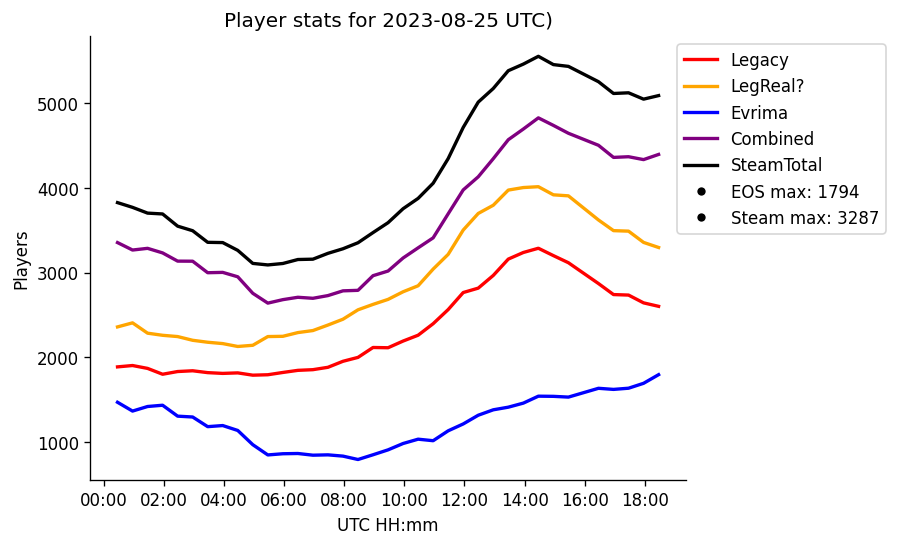 Player stats for 2023-08-25 UTC)
Legacy
LegReal?
Evrima
Combined
SteamTotal
EOS max: 1794
Steam max: 3287
Players
5000
4000
3000
2000
1000
00:00 02:00 04:00 06:00 08:00 10:00 12:00 14:00 16:00 18:00
UTC HH:mm